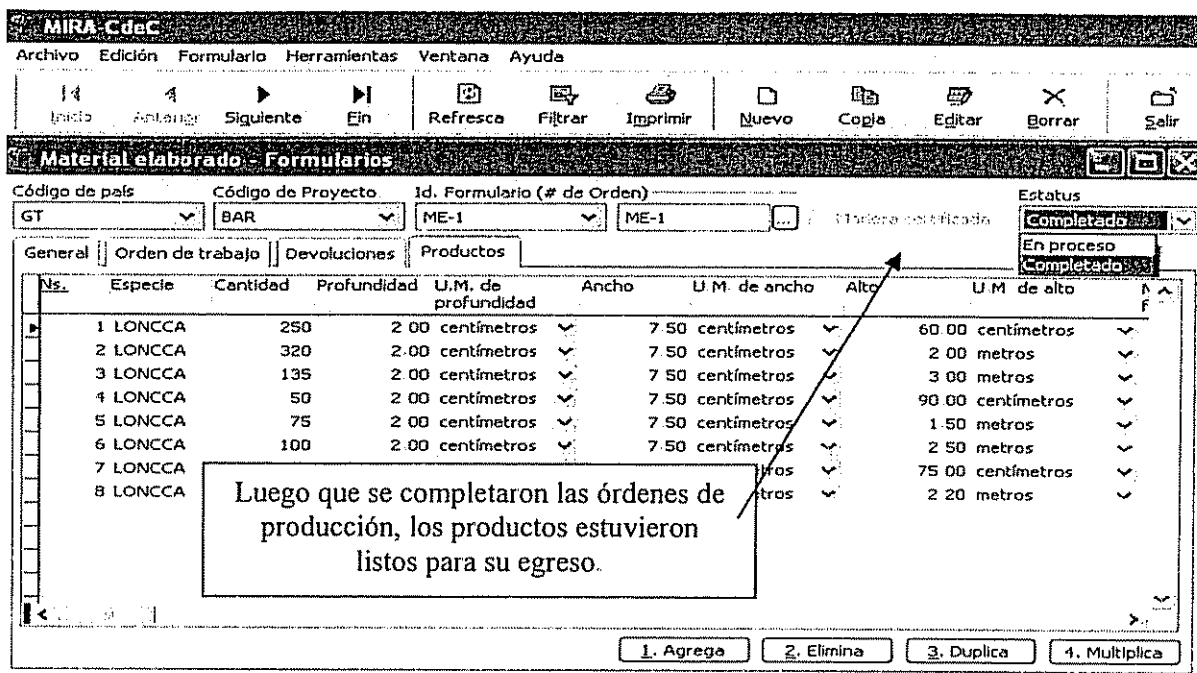 MIRA-CdeC
Archivo Edición Formulario Herramientas Ventana Ayuda
Inicio Anterior Siguiente Fin Refresca Filtrar Imprimir Nuevo Copia Editar Borrar Salir
Material elaborado - Formularios
Código de país Código de Proyecto Id. Formulario (# de Orden) Estatus
GT BAR ME-1 ME-1 ... Madera certificada Completado
En proceso
Completado
General Orden de trabajo Devoluciones Productos
Ns. Especie Cantidad Profundidad U.M. de profundidad Ancho U.M. de ancho Alto U.M. de alto
1 LONCCA 250 2.00 centímetros 7.50 centímetros 60.00 centímetros
2 LONCCA 320 2.00 centímetros 7.50 centímetros 2.00 metros
3 LONCCA 135 2.00 centímetros 7.50 centímetros 3.00 metros
4 LONCCA 50 2.00 centímetros 7.50 centímetros 90.00 centímetros
5 LONCCA 75 2.00 centímetros 7.50 centímetros 1.50 metros
6 LONCCA 100 2.00 centímetros 7.50 centímetros 2.50 metros
7 LONCCA tros 75.00 centímetros
8 LONCCA tros 2.20 metros
Luego que se completaron las órdenes de
producción, los productos estuvieron
listos para su egreso.
1. Agrega 2. Elimina 3. Duplica 4. Multiplica